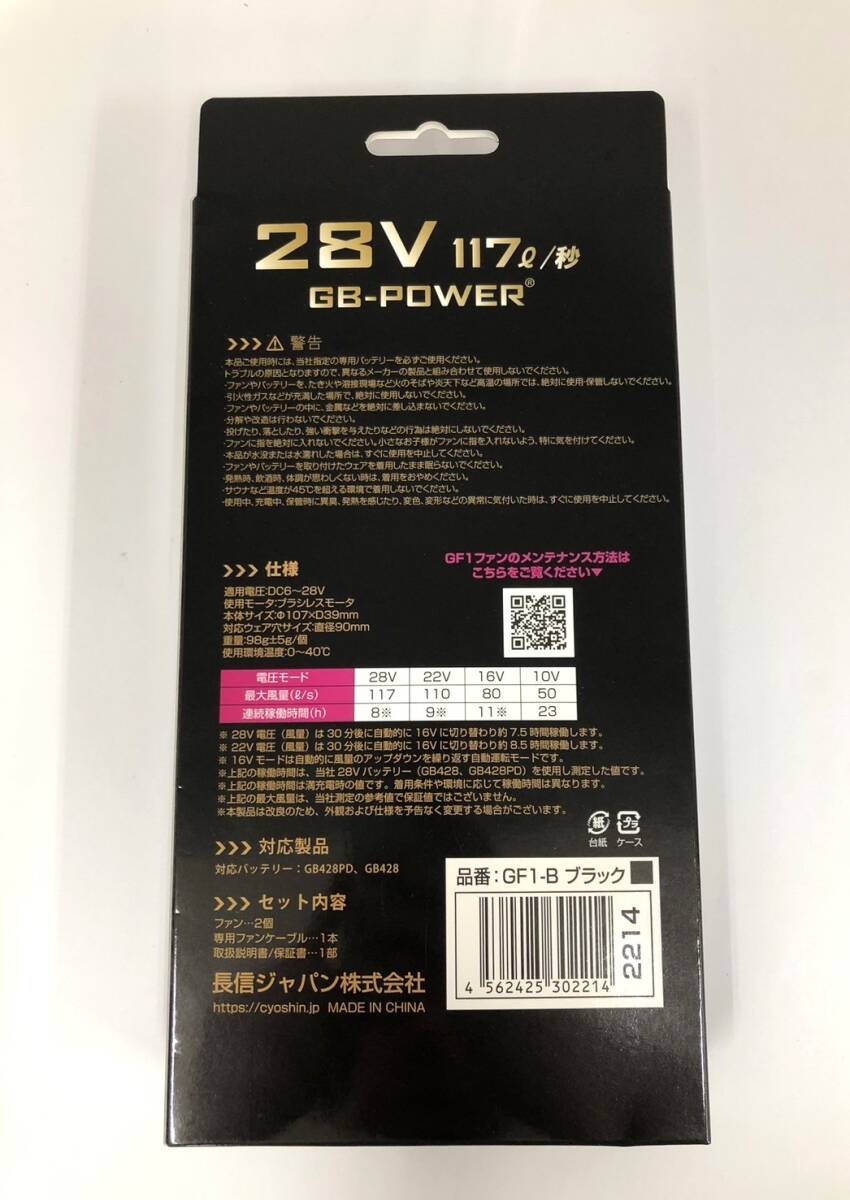 28V 117ℓ/秒
GB-POWER®
>>> ⚠ 警告
本品ご使用時には、当社指定の専用バッテリーを必ずご使用ください。
トラブルの原因となりますので、異なるメーカーの製品と組み合わせて使用しないでください。
・ファンやバッテリーを、たき火や溶接現場など火のそばや炎天下など高温の場所では、絶対に使用・保管しないでください。
・引火性ガスなどが充満した場所で、絶対に使用しないでください。
・ファンやバッテリーの中に、金属などを絶対に差し込まないでください。
・分解や改造は行わないでください。
・投げたり、落としたり、強い衝撃を与えたりなどの行為は絶対にしないでください。
・ファンに指を絶対に入れないでください。小さなお子様がファンに指を入れないよう、特に気を付けてください。
・本品が水没または水濡れした場合は、すぐに使用を中止してください。
・ファンやバッテリーを取り付けたウェアを着用したまま眠らないでください。
・発熱時、飲酒時、体調が思わしくない時は、着用をおやめください。
・サウナなど温度が45℃を超える環境で着用しないでください。
・使用中、充電中、保管時に異臭、発熱を感じたり、変色、変形などの異常に気付いた時は、すぐに使用を中止してください。
GF1ファンのメンテナンス方法は
こちらをご覧ください▼
>>> 仕様
適用電圧:DC6～28V
使用モータ:ブラシレスモータ
本体サイズ:Φ107×D39mm
対応ウェア穴サイズ:直径90mm
重量:98g±5g/個
使用環境温度:0～40℃
電圧モード 28V 22V 16V 10V
最大風量(ℓ/s) 117 110 80 50
連続稼働時間(h) 8※ 9※ 11※ 23
※ 28V 電圧（風量）は 30 分後に自動的に 16V に切り替わり約 7.5 時間稼働します。
※ 22V 電圧（風量）は 30 分後に自動的に 16V に切り替わり約 8.5 時間稼働します。
※ 16V モードは自動的に風量のアップダウンを繰り返す自動運転モードです。
※上記の稼働時間は、当社 28V バッテリー（GB428、GB428PD）を使用し測定した値です。
※上記の稼働時間は満充電時の値です。着用条件や環境に応じて稼働時間は異なります。
※上記の最大風量は、当社測定の参考値で保証値ではございません。
※本製品は改良のため、外観および仕様を予告なく変更する場合がございます。
紙 プラ
台紙 ケース
>>> 対応製品
対応バッテリー：GB428PD、GB428
品番：GF1-B ブラック
>>> セット内容
ファン…2個
専用ファンケーブル…1本
取扱説明書/保証書…1部
2214
4 562425 302214
長信ジャパン株式会社
https://cyoshin.jp MADE IN CHINA